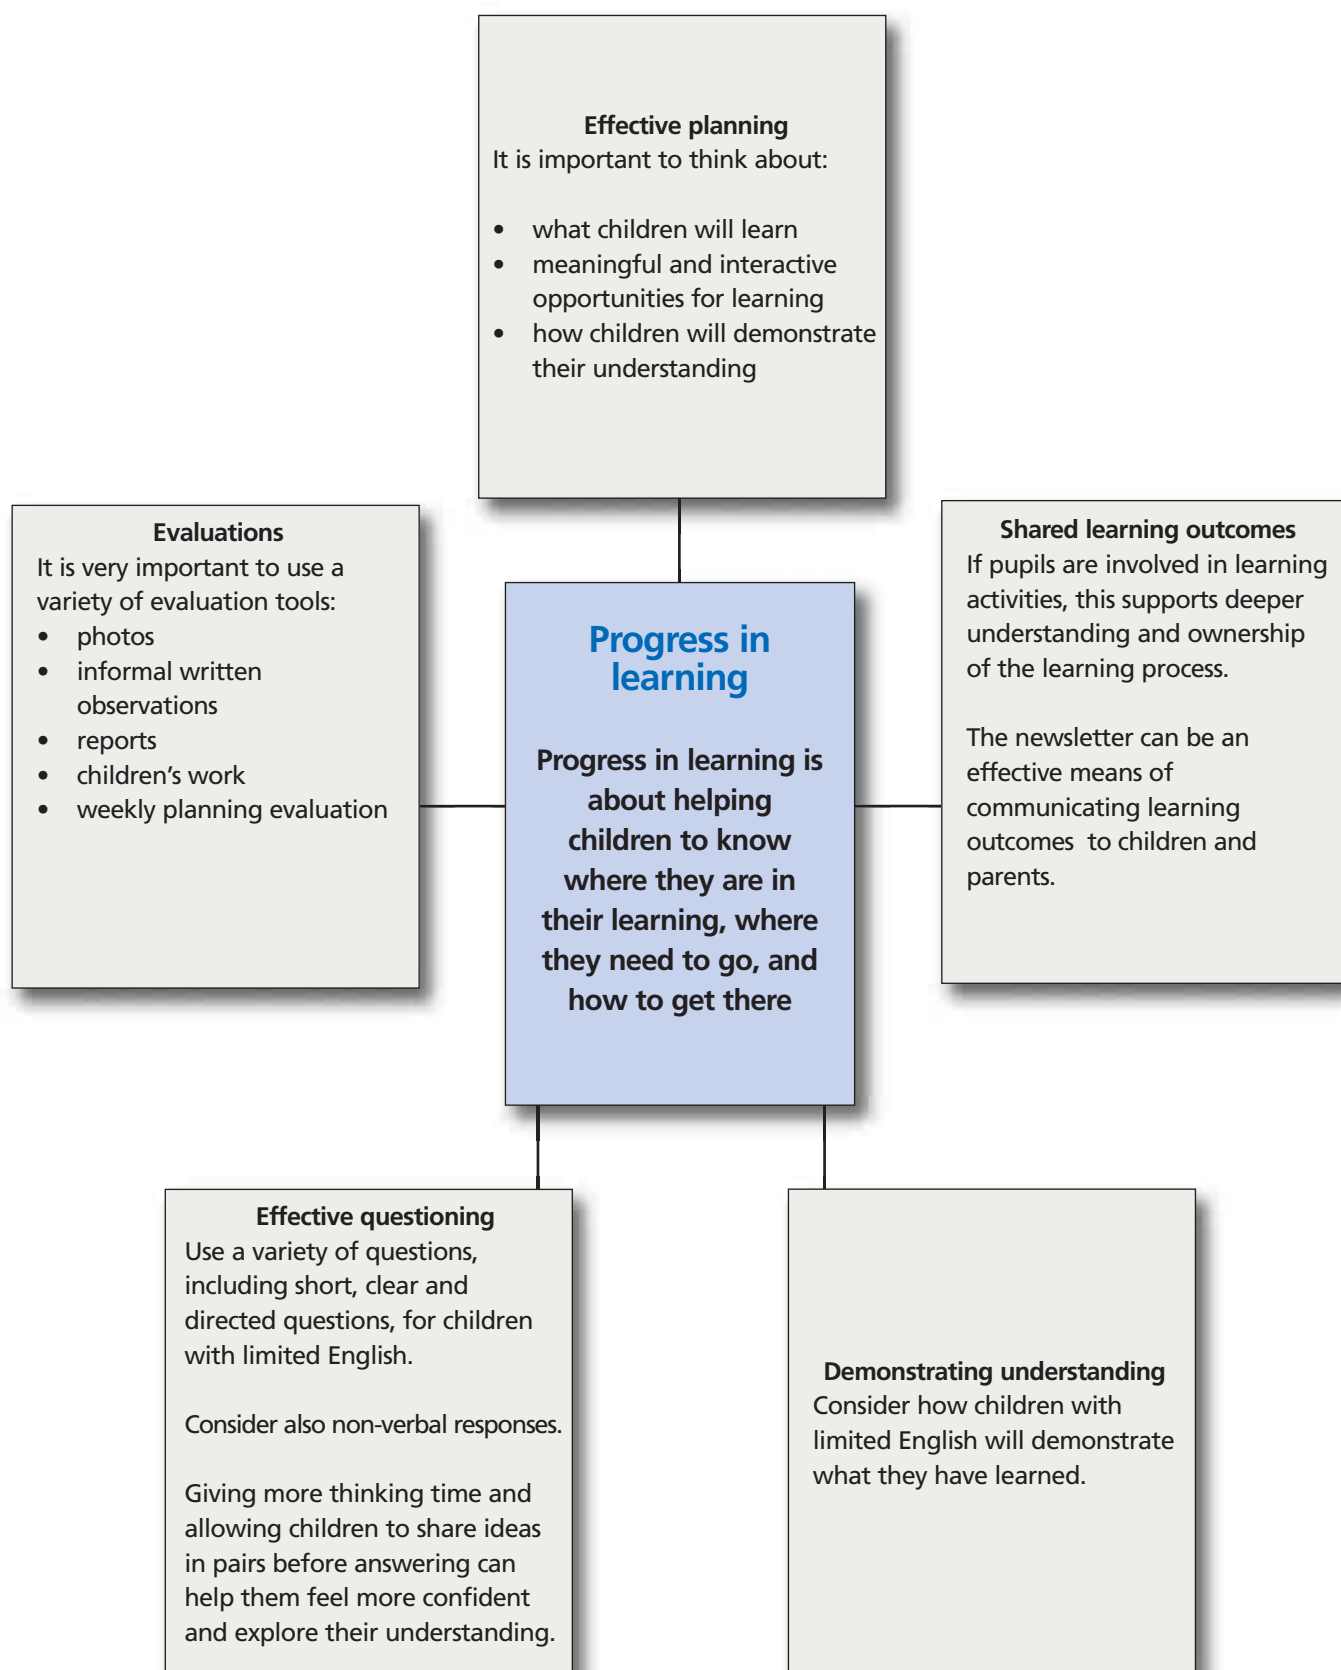 Effective planning
It is important to think about:
• what children will learn
• meaningful and interactive
opportunities for learning
• how children will demonstrate
their understanding
Evaluations
It is very important to use a
variety of evaluation tools:
• photos
• informal written
observations
• reports
• children’s work
• weekly planning evaluation
Progress in
learning
Progress in learning is
about helping
children to know
where they are in
their learning, where
they need to go, and
how to get there
Shared learning outcomes
If pupils are involved in learning
activities, this supports deeper
understanding and ownership
of the learning process.
The newsletter can be an
effective means of
communicating learning
outcomes to children and
parents.
Effective questioning
Use a variety of questions,
including short, clear and
directed questions, for children
with limited English.
Consider also non-verbal responses.
Giving more thinking time and
allowing children to share ideas
in pairs before answering can
help them feel more confident
and explore their understanding.
Demonstrating understanding
Consider how children with
limited English will demonstrate
what they have learned.